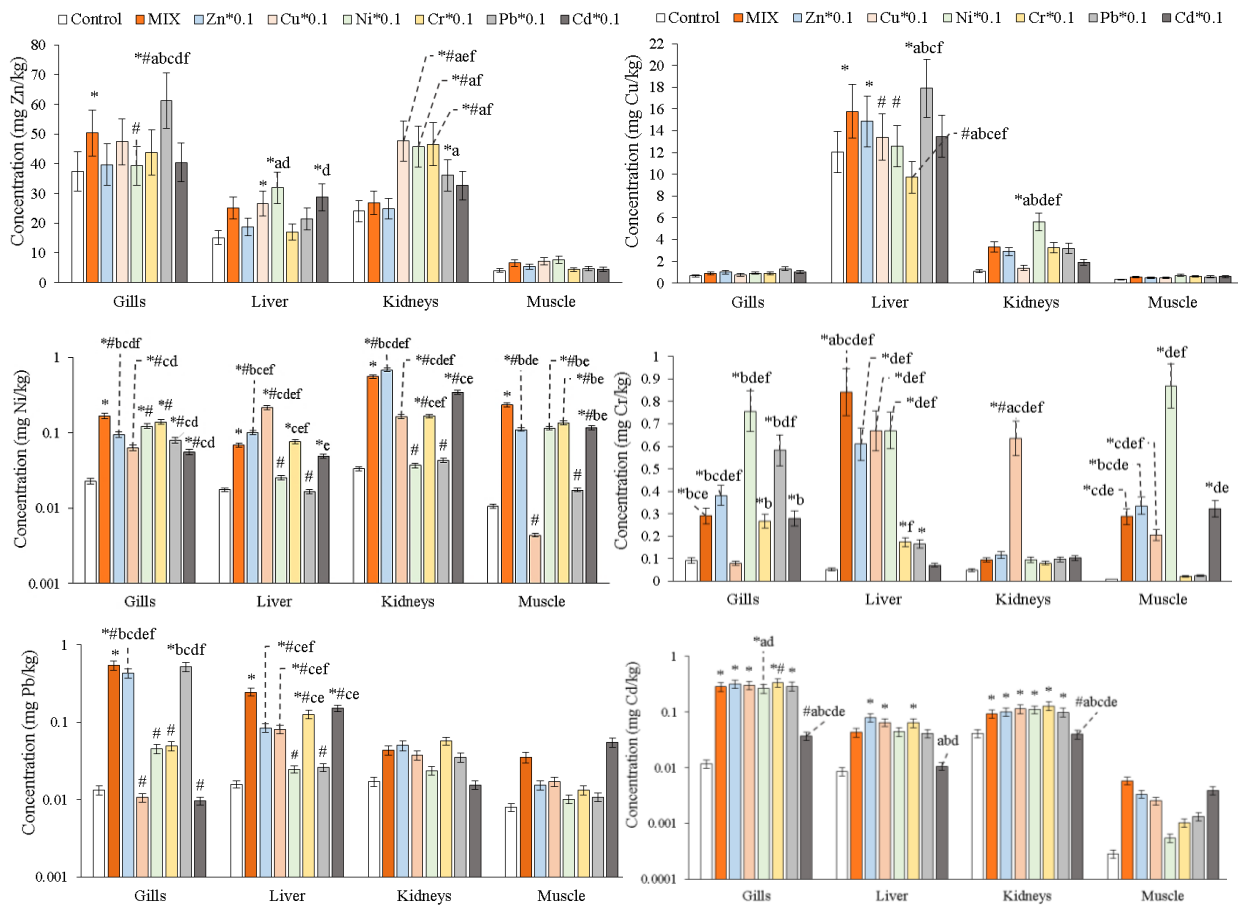 Control MIX Zn*0.1 Cu*0.1 Ni*0.1 Cr*0.1 Pb*0.1 Cd*0.1
Concentration (mg Zn/kg)
80
70
60
50
40
30
20
10
0
*
#
*#abcdf
*
*ad
*d
*#aef
*#af
*#af
*a
Gills Liver Kidneys Muscle
Control MIX Zn*0.1 Cu*0.1 Ni*0.1 Cr*0.1 Pb*0.1 Cd*0.1
Concentration (mg Cu/kg)
22
20
18
16
14
12
10
8
6
4
2
0
*
*
#
#
*abcf
#abcef
*abdef
Gills Liver Kidneys Muscle
Concentration (mg Ni/kg)
1
0.1
0.01
0.001
*
*#bcdf
*#cd
*#
*#
*#cd
*#cd
*
*#bcef
*#cdef
#
*cef
#
*e
*
*#bcdef
*#cdef
#
*#cef
#
*#ce
*
*#bde
#
*#be
*#be
#
*#be
Gills Liver Kidneys Muscle
Concentration (mg Cr/kg)
1
0.9
0.8
0.7
0.6
0.5
0.4
0.3
0.2
0.1
0
*bce
*bcdef
*bdef
*b
*bdf
*b
*abcdef
*def
*def
*def
*f
*
*#acdef
*cde
*bcde
*cdef
*def
*de
Gills Liver Kidneys Muscle
Concentration (mg Pb/kg)
1
0.1
0.01
0.001
*
*#bcdef
#
#
#
*bcdf
#
*
*#cef
*#cef
#
*#ce
#
*#ce
Gills Liver Kidneys Muscle
Concentration (mg Cd/kg)
1
0.1
0.01
0.001
0.0001
*
*
*
*ad
*#
*
#abcde
*
*
*
abd
*
*
*
*
*
*
#abcde
Gills Liver Kidneys Muscle